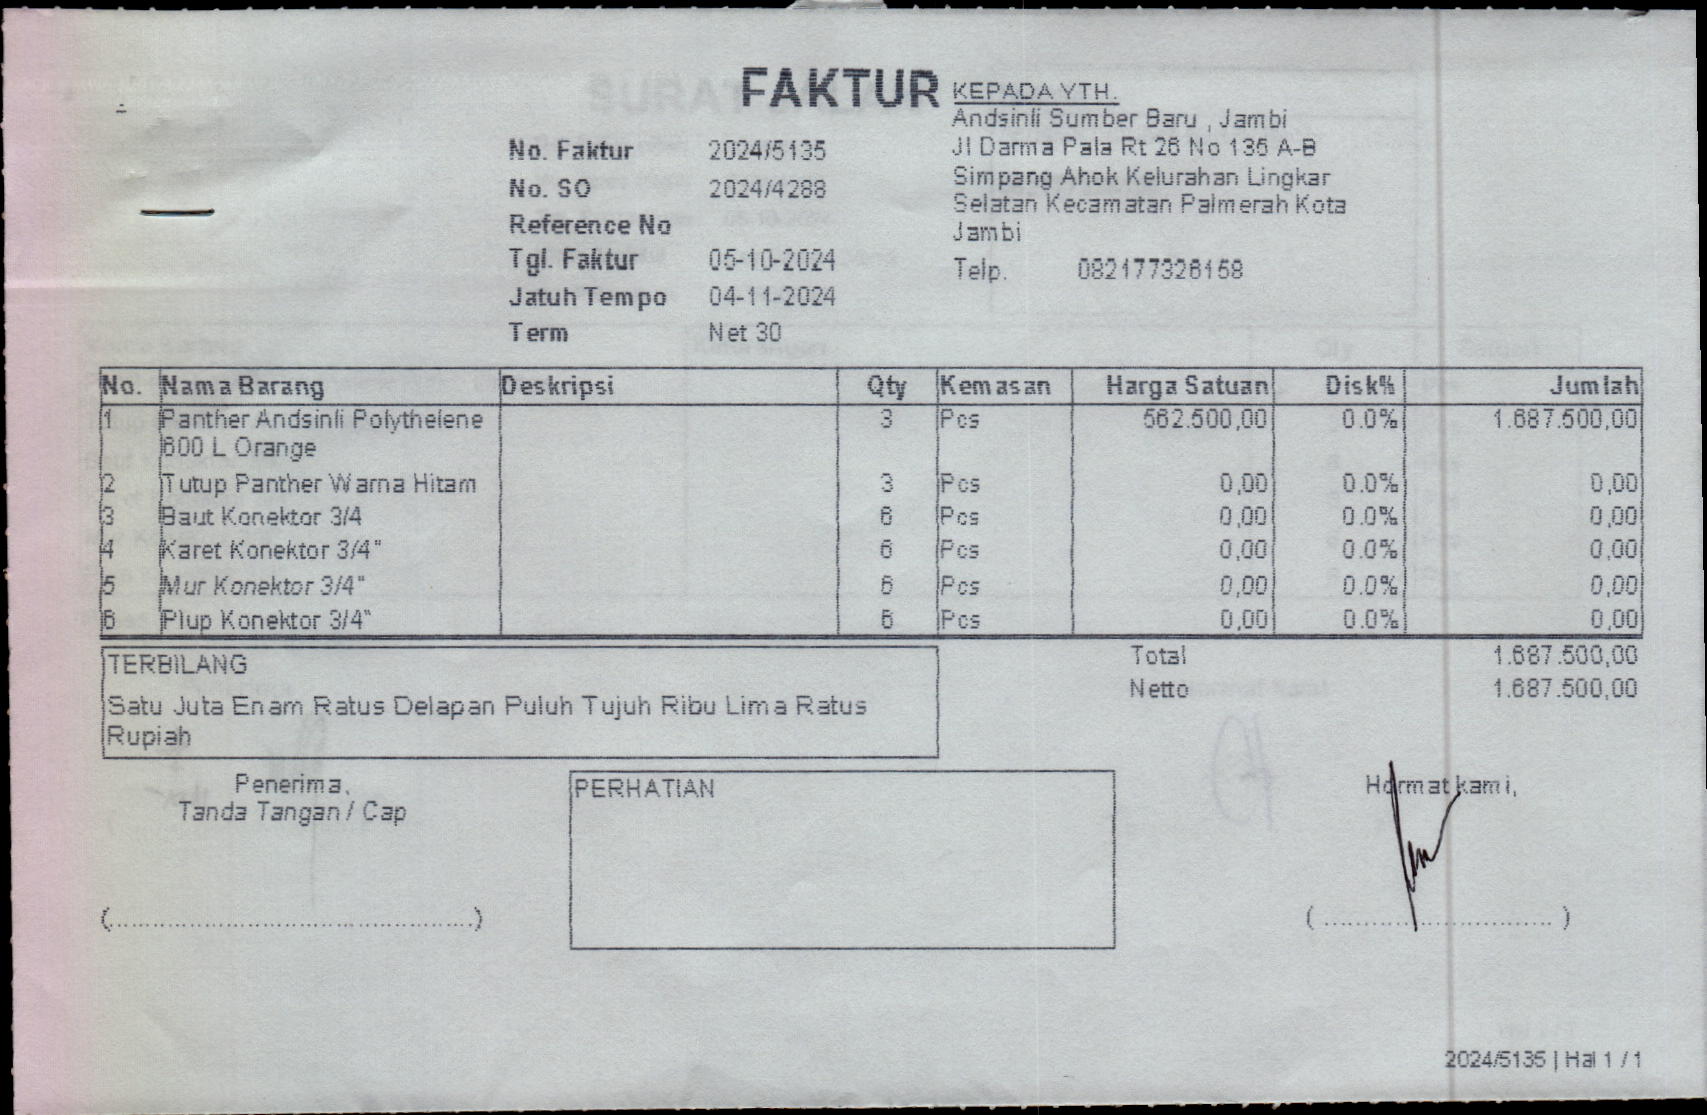 FAKTUR
KEPADA YTH.
Andsinli Sumber Baru , Jambi
Jl Darma Pala Rt 26 No 136 A-B
Simpang Ahok Kelurahan Lingkar
Selatan Kecamatan Palmerah Kota
Jambi
Telp. 082177326158
No. Faktur 2024/5135
No. SO 2024/4288
Reference No
Tgl. Faktur 05-10-2024
Jatuh Tempo 04-11-2024
Term Net 30
No. Nama Barang Deskripsi Qty Kemasan Harga Satuan Disk% Jumlah
1 Panther Andsinli Polythelene 3 Pcs 562.500,00 0.0% 1.687.500,00
600 L Orange
2 Tutup Panther Warna Hitam 3 Pcs 0,00 0.0% 0,00
3 Baut Konektor 3/4 6 Pcs 0,00 0.0% 0,00
4 Karet Konektor 3/4" 6 Pcs 0,00 0.0% 0,00
5 Mur Konektor 3/4" 6 Pcs 0,00 0.0% 0,00
6 Plup Konektor 3/4" 6 Pcs 0,00 0.0% 0,00
TERBILANG
Satu Juta Enam Ratus Delapan Puluh Tujuh Ribu Lima Ratus
Rupiah
Total 1.687.500,00
Netto 1.687.500,00
Penerima,
Tanda Tangan / Cap
(................................................)
PERHATIAN
Hormat kami,
( .............................. )
2024/5135 | Hal 1 / 1